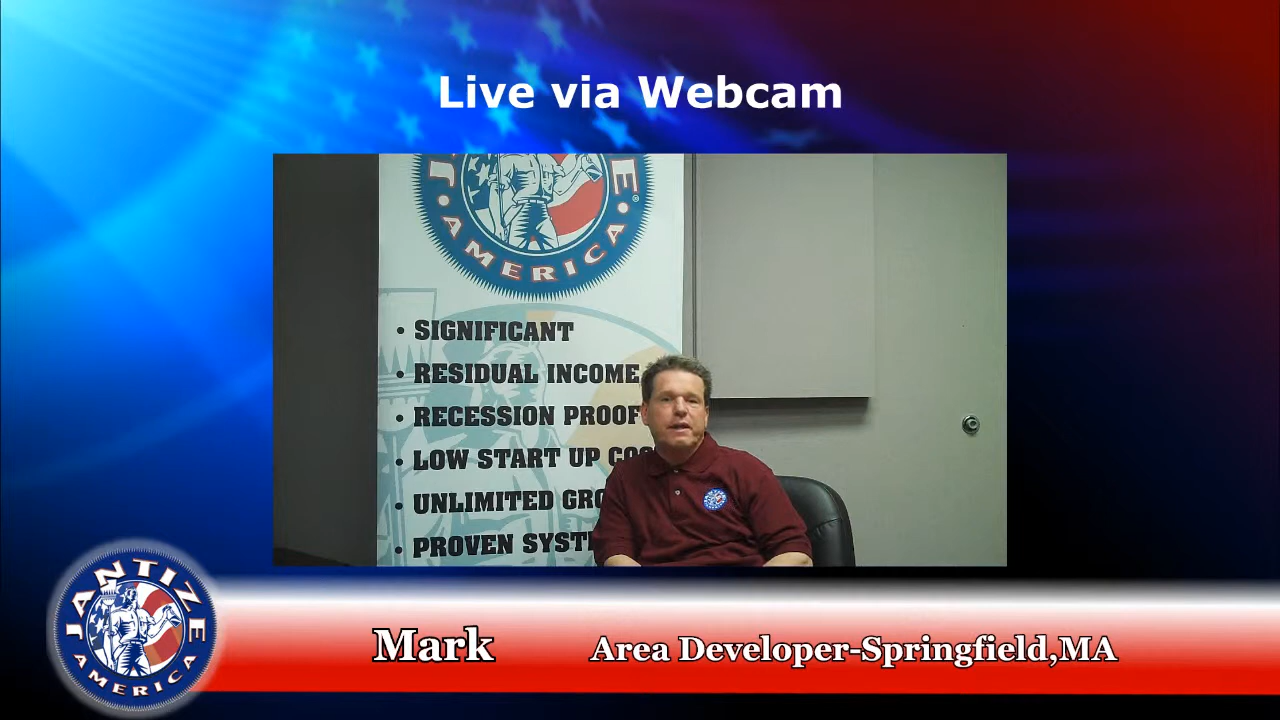 Live via Webcam
AMERICA
®
• SIGNIFICANT
• RESIDUAL INCOME
• RECESSION PROOF
• LOW START UP
• UNLIMITED
• PROVEN
JANTIZE
AMERICA
Mark
Area Developer-Springfield,MA